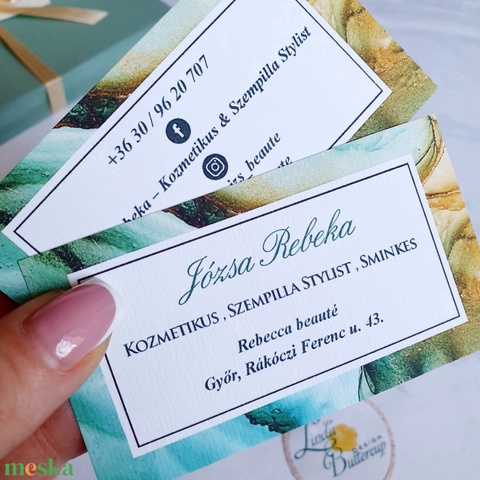 +36 30 / 96 20 707
– Kozmetikus & Szempilla Stylist
Józsa Rebeka
Kozmetikus , Szempilla Stylist , Sminkes
Rebecca beauté
Győr, Rákóczi Ferenc u. 43.
Buttercup
DESIGN
meska